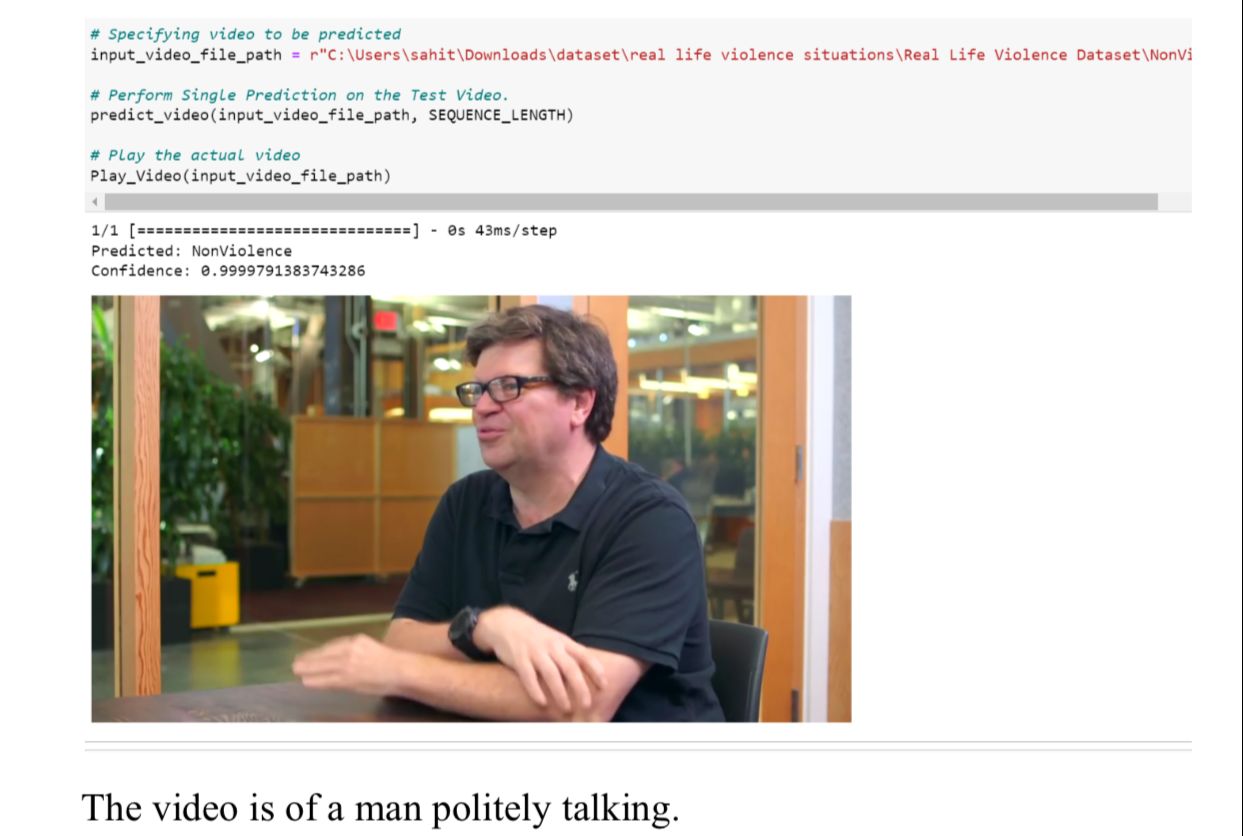 # Specifying video to be predicted
input_video_file_path = r"C:\Users\sahit\Downloads\dataset\real life violence situations\Real Life Violence Dataset\NonVi
# Perform Single Prediction on the Test Video.
predict_video(input_video_file_path, SEQUENCE_LENGTH)
# Play the actual video
Play_Video(input_video_file_path)
1/1 [==============================] - 0s 43ms/step
Predicted: NonViolence
Confidence: 0.9999791383743286
The video is of a man politely talking.